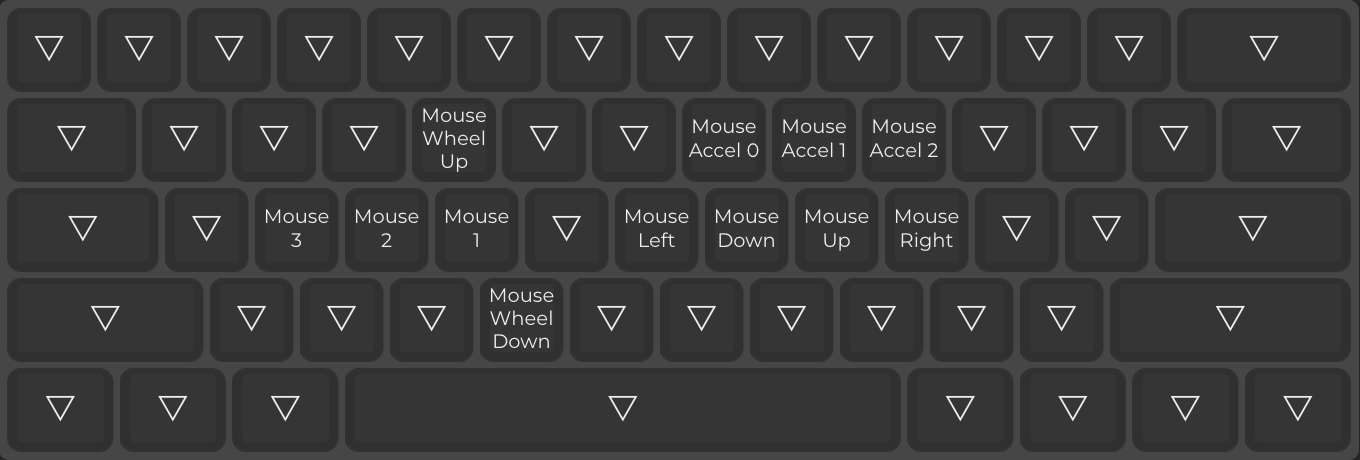 Mouse
Wheel
Up
Mouse
Accel 0
Mouse
Accel 1
Mouse
Accel 2
Mouse
3
Mouse
2
Mouse
1
Mouse
Left
Mouse
Down
Mouse
Up
Mouse
Right
Mouse
Wheel
Down